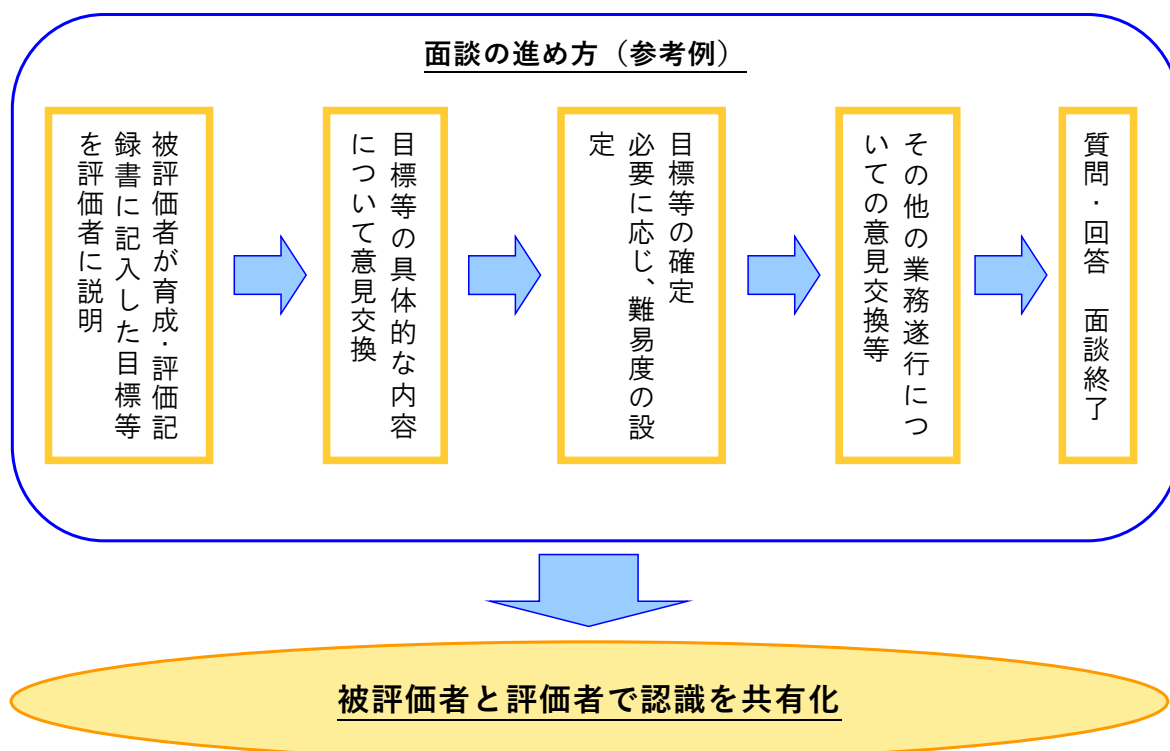 面談の進め方（参考例）
被評価者が育成・評価記
録書に記入した目標等
を評価者に説明
目標等の具体的な内容
について意見交換
目標等の確定
必要に応じ、難易度の設
定
その他の業務遂行につ
いての意見交換等
質問・回答　面談終了
被評価者と評価者で認識を共有化